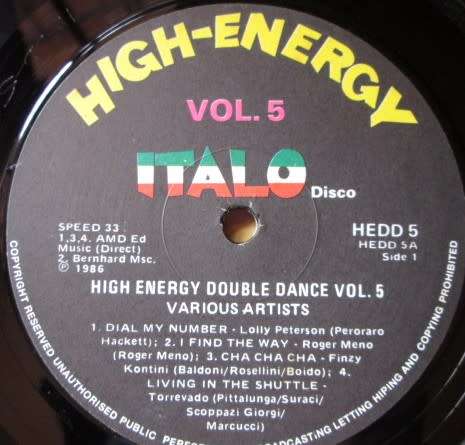 HIGH-ENERGY
VOL. 5
ITALO Disco
SPEED 33
1,3,4. AMD Ed
Music (Direct)
2. Bernhard Msc.
℗ 1986
HEDD 5
HEDD 5A
Side 1
HIGH ENERGY DOUBLE DANCE VOL. 5
VARIOUS ARTISTS
1. DIAL MY NUMBER - Lolly Peterson (Peroraro
Hackett); 2. I FIND THE WAY - Roger Meno
(Roger Meno); 3. CHA CHA CHA - Finzy
Kontini (Baldoni/Rosellini/Boido); 4.
LIVING IN THE SHUTTLE -
Torrevado (Pittalunga/Suraci/
Scoppazi Giorgi/
Marcucci)
COPYRIGHT RESERVED UNAUTHORISED PUBLIC BROADCASTING LETTING HIPING AND COPYING PROHIBITED